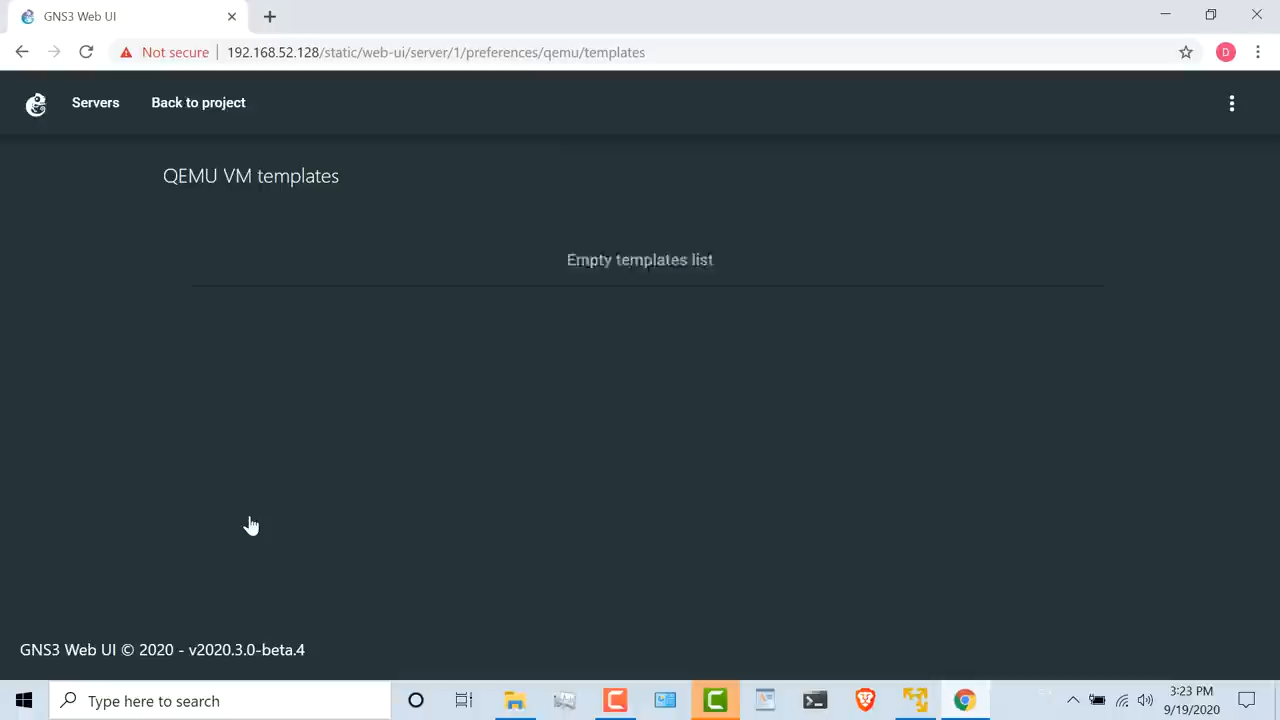 GNS3 Web UI
Not secure
192.168.52.128/static/web-ui/server/1/preferences/qemu/templates
D
Servers
Back to project
QEMU VM templates
Empty templates list
GNS3 Web UI © 2020 - v2020.3.0-beta.4
Type here to search
3:23 PM
9/19/2020